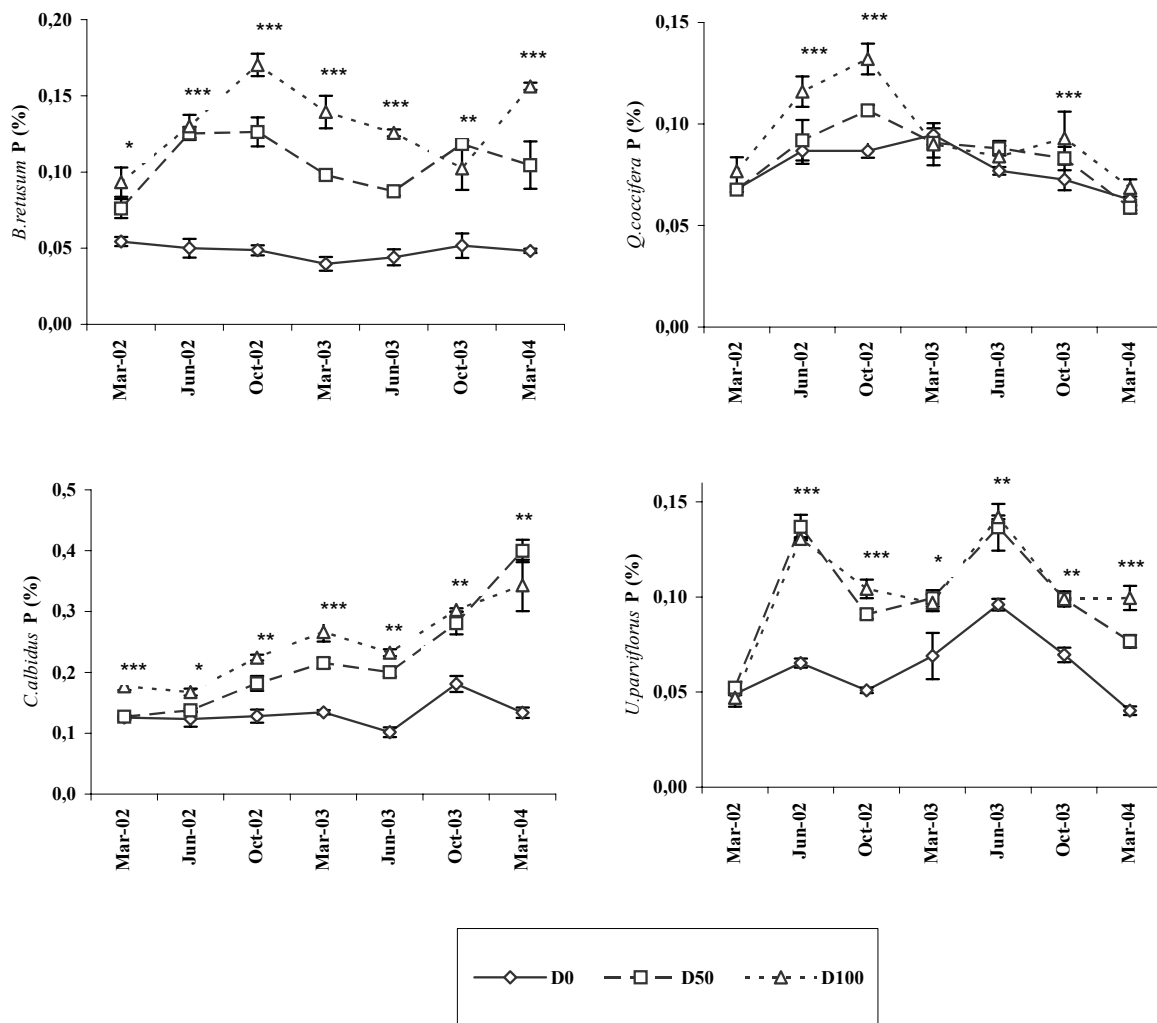 B.retusum P (%)
0,20
0,15
0,10
0,05
0,00
*
***
***
***
***
**
***
Mar-02
Jun-02
Oct-02
Mar-03
Jun-03
Oct-03
Mar-04
Q.coccifera P (%)
0,15
0,10
0,05
0,00
***
***
***
Mar-02
Jun-02
Oct-02
Mar-03
Jun-03
Oct-03
Mar-04
C.albidus P (%)
0,5
0,4
0,3
0,2
0,1
0,0
***
*
**
***
**
**
**
Mar-02
Jun-02
Oct-02
Mar-03
Jun-03
Oct-03
Mar-04
U.parviflorus P (%)
0,15
0,10
0,05
0,00
***
***
*
**
**
***
Mar-02
Jun-02
Oct-02
Mar-03
Jun-03
Oct-03
Mar-04
D0 D50 D100